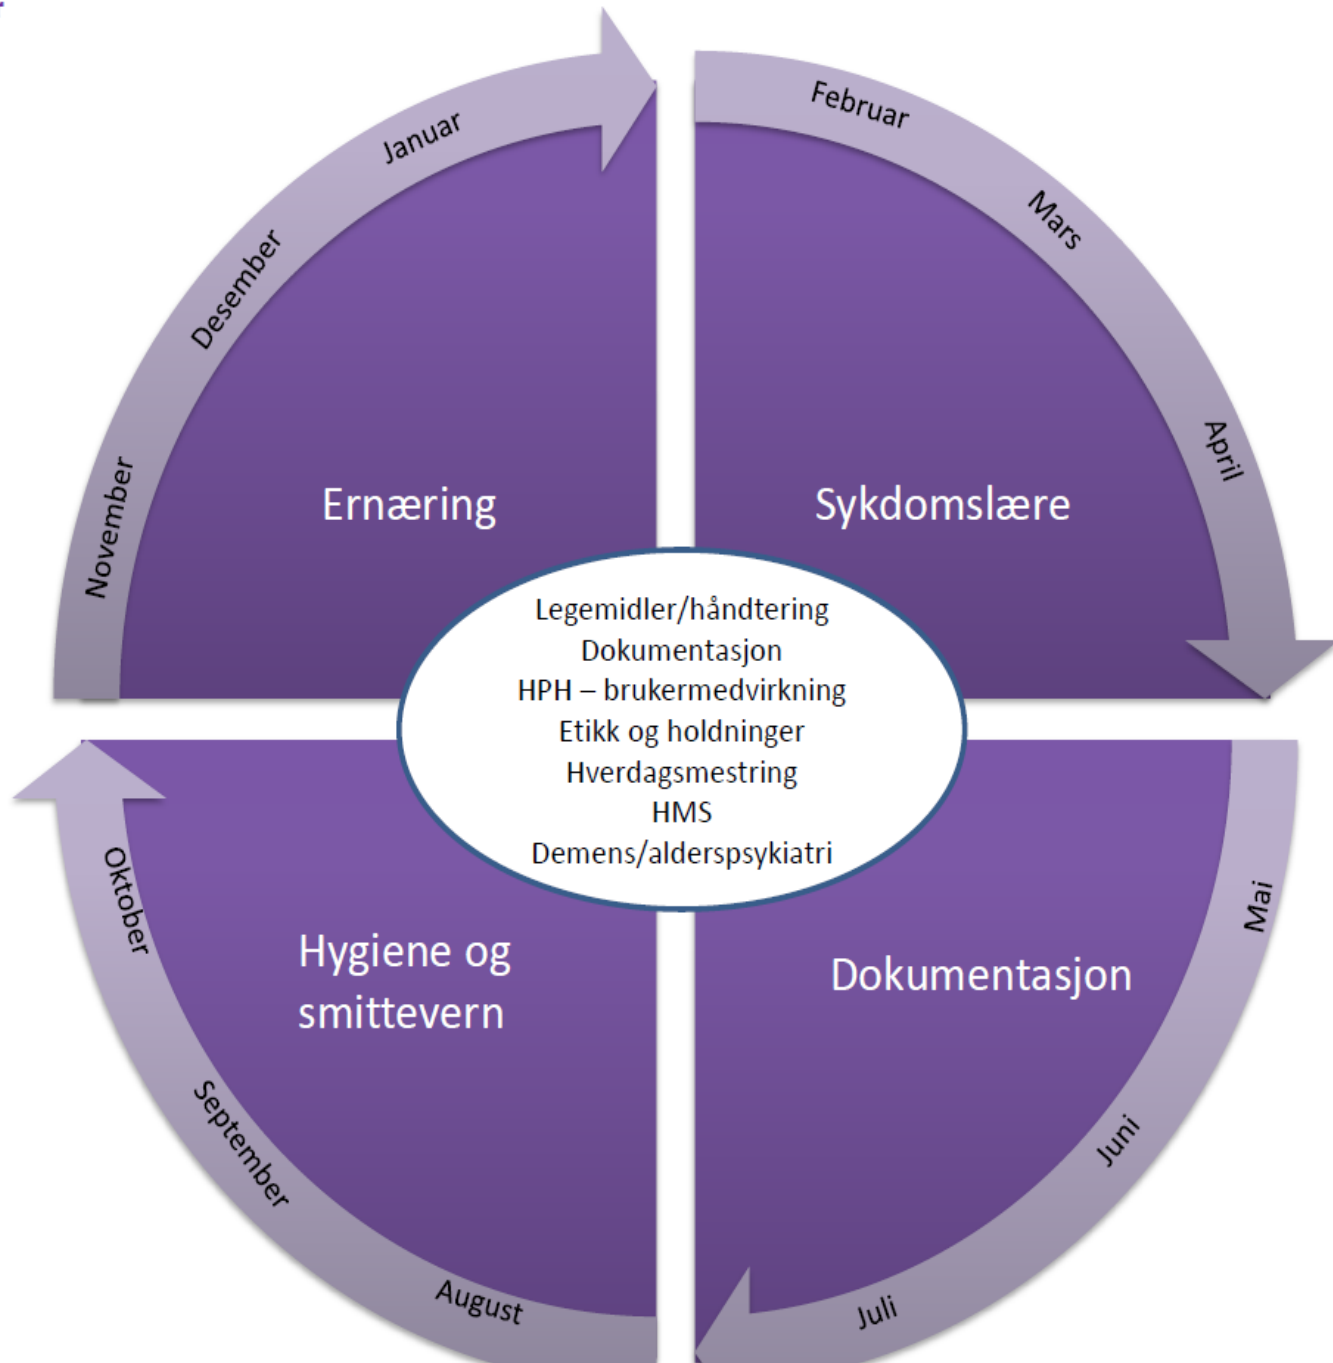 Januar
Februar
Desember
Mars
November
April
Ernæring
Sykdomslære
Legemidler/håndtering
Dokumentasjon
HPH – brukermedvirkning
Etikk og holdninger
Hverdagsmestring
HMS
Demens/alderspsykiatri
Oktober
Mai
Hygiene og
smittevern
Dokumentasjon
September
Juni
August
Juli